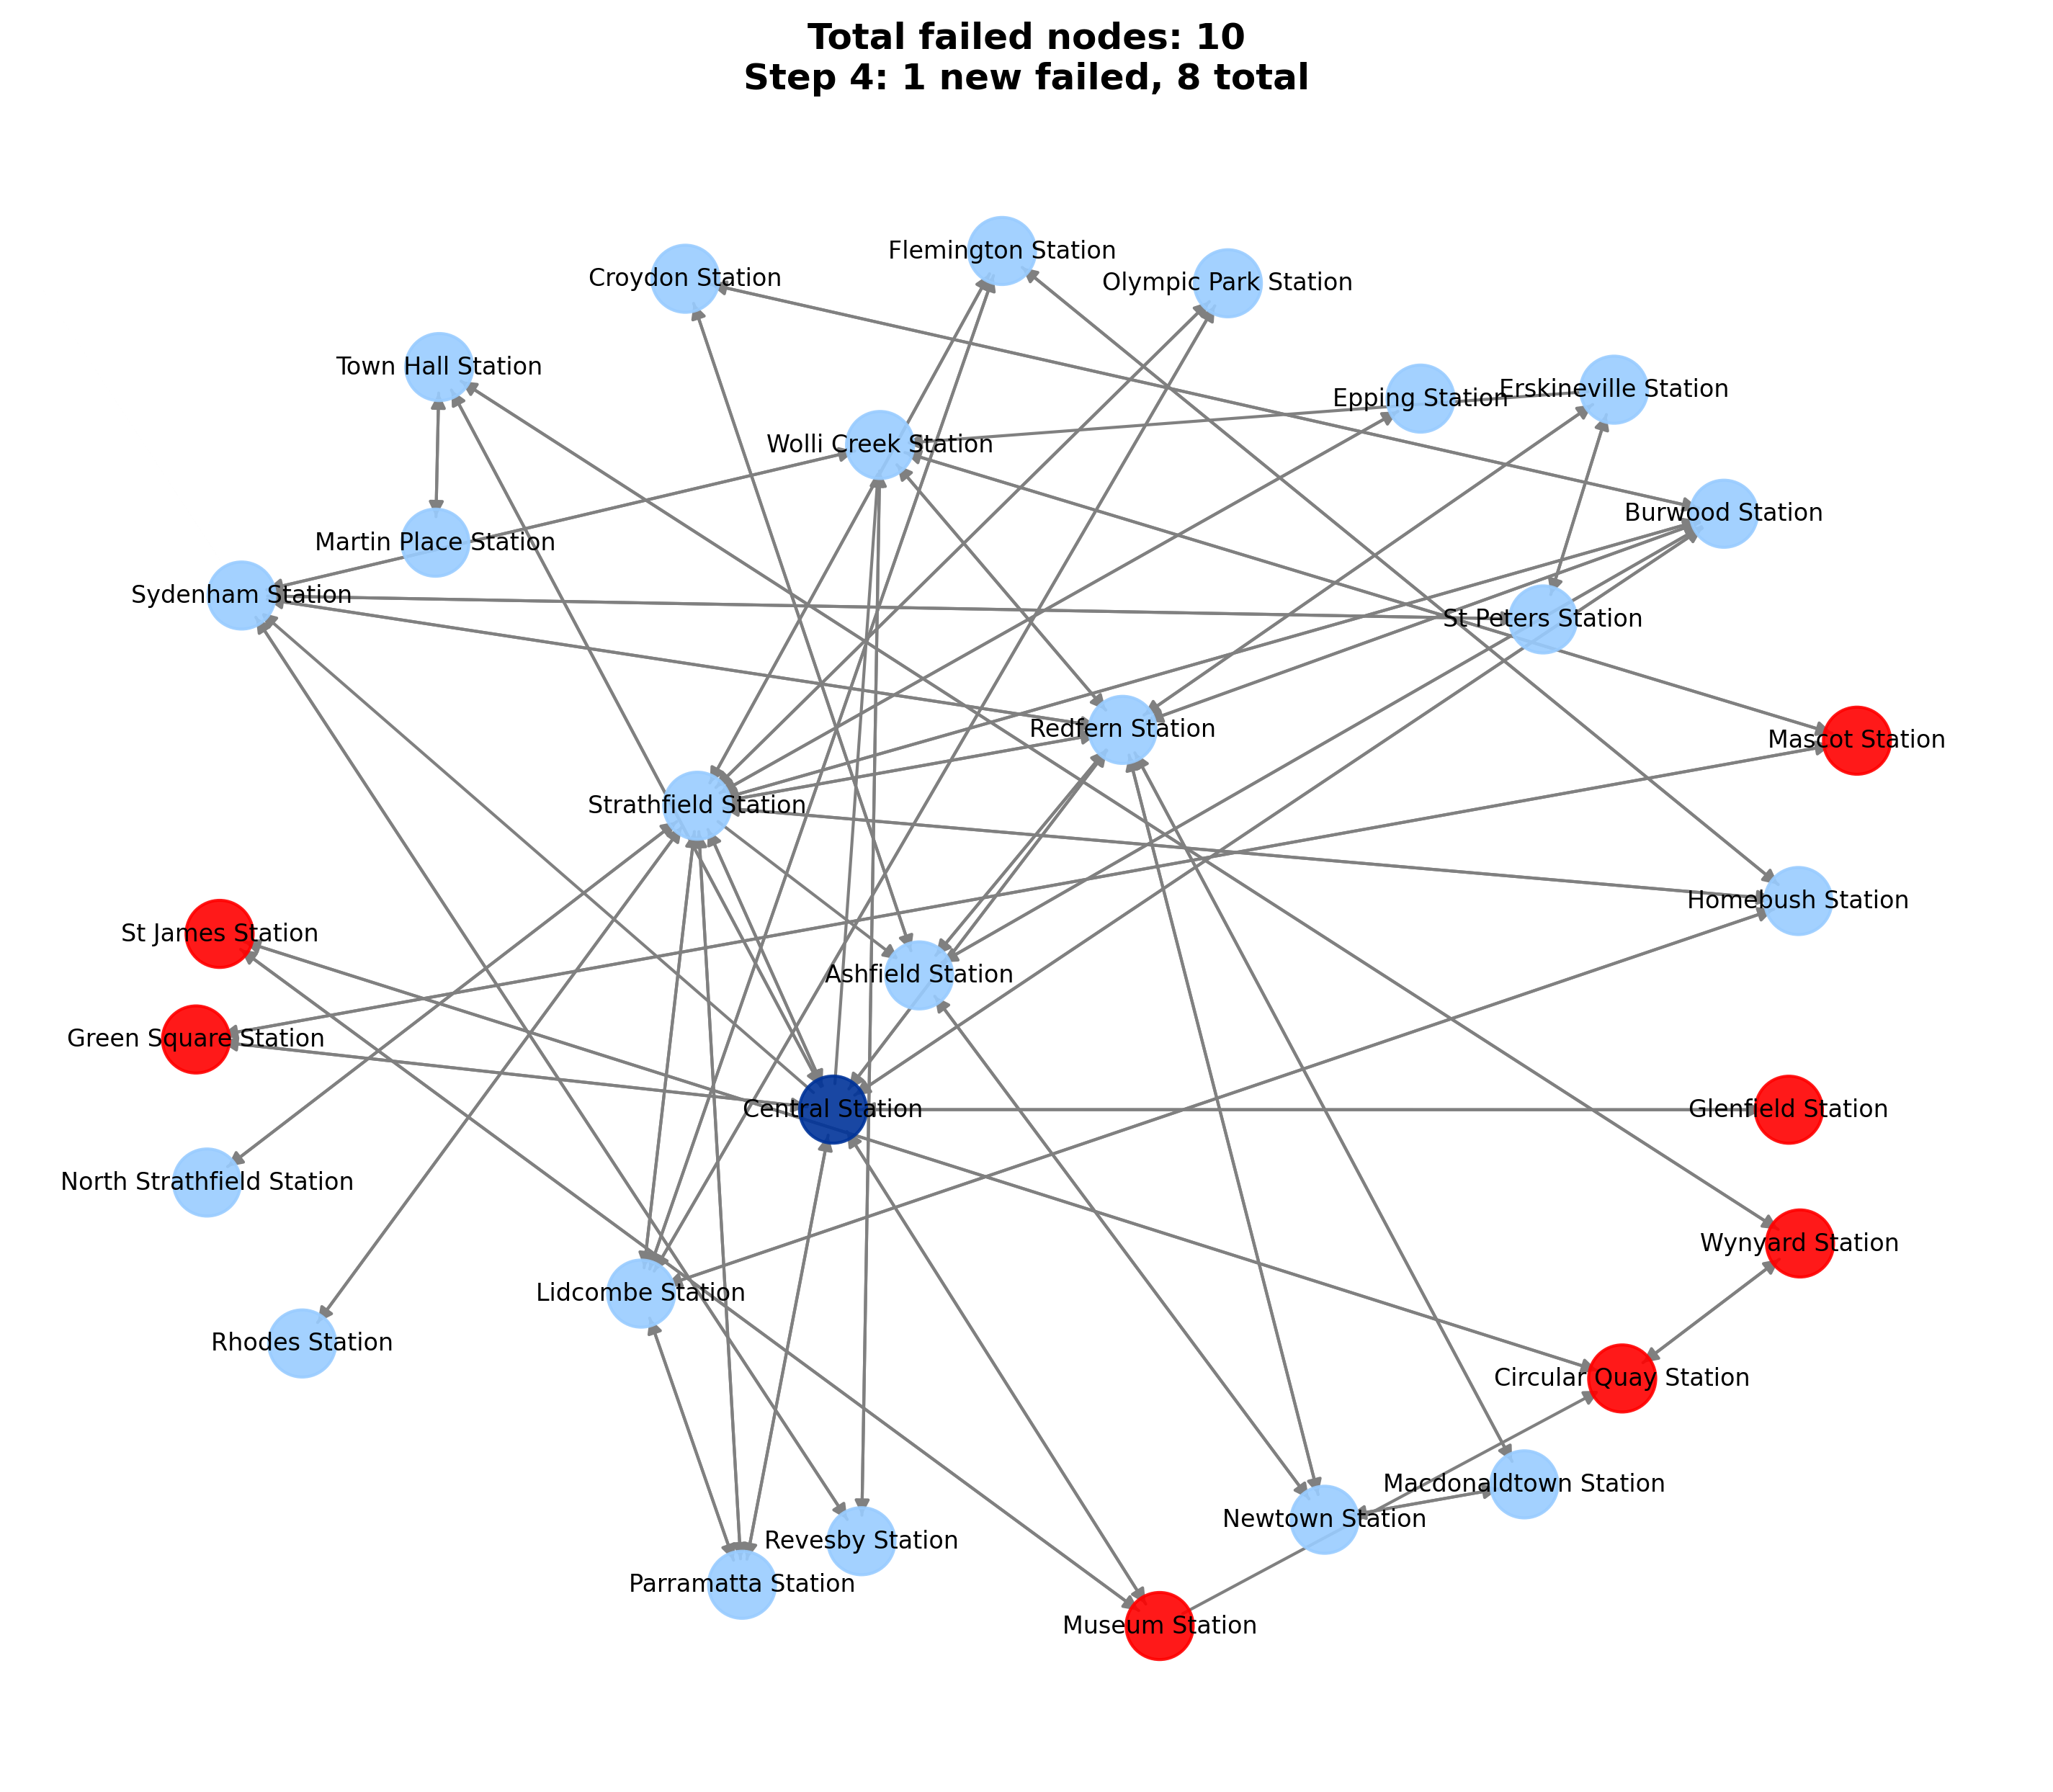 Total failed nodes: 10
Step 4: 1 new failed, 8 total
Flemington Station
Croydon Station
Olympic Park Station
Town Hall Station
Erskineville Station
Epping Station
Wolli Creek Station
Burwood Station
Martin Place Station
Sydenham Station
St Peters Station
Redfern Station
Mascot Station
Strathfield Station
Homebush Station
St James Station
Ashfield Station
Green Square Station
Central Station
Glenfield Station
North Strathfield Station
Wynyard Station
Lidcombe Station
Rhodes Station
Circular Quay Station
Macdonaldtown Station
Newtown Station
Revesby Station
Parramatta Station
Museum Station